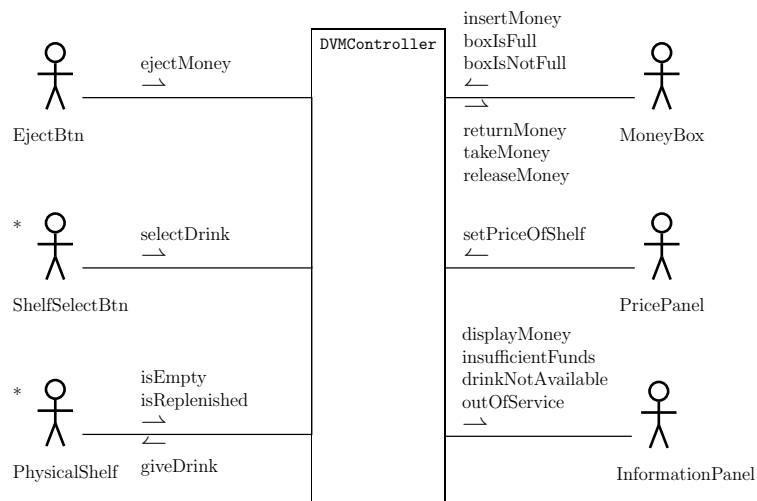 DVMController
ejectMoney
EjectBtn
insertMoney
boxIsFull
boxIsNotFull
returnMoney
takeMoney
releaseMoney
MoneyBox
*
selectDrink
ShelfSelectBtn
setPriceOfShelf
PricePanel
*
isEmpty
isReplenished
giveDrink
PhysicalShelf
displayMoney
insufficientFunds
drinkNotAvailable
outOfService
InformationPanel